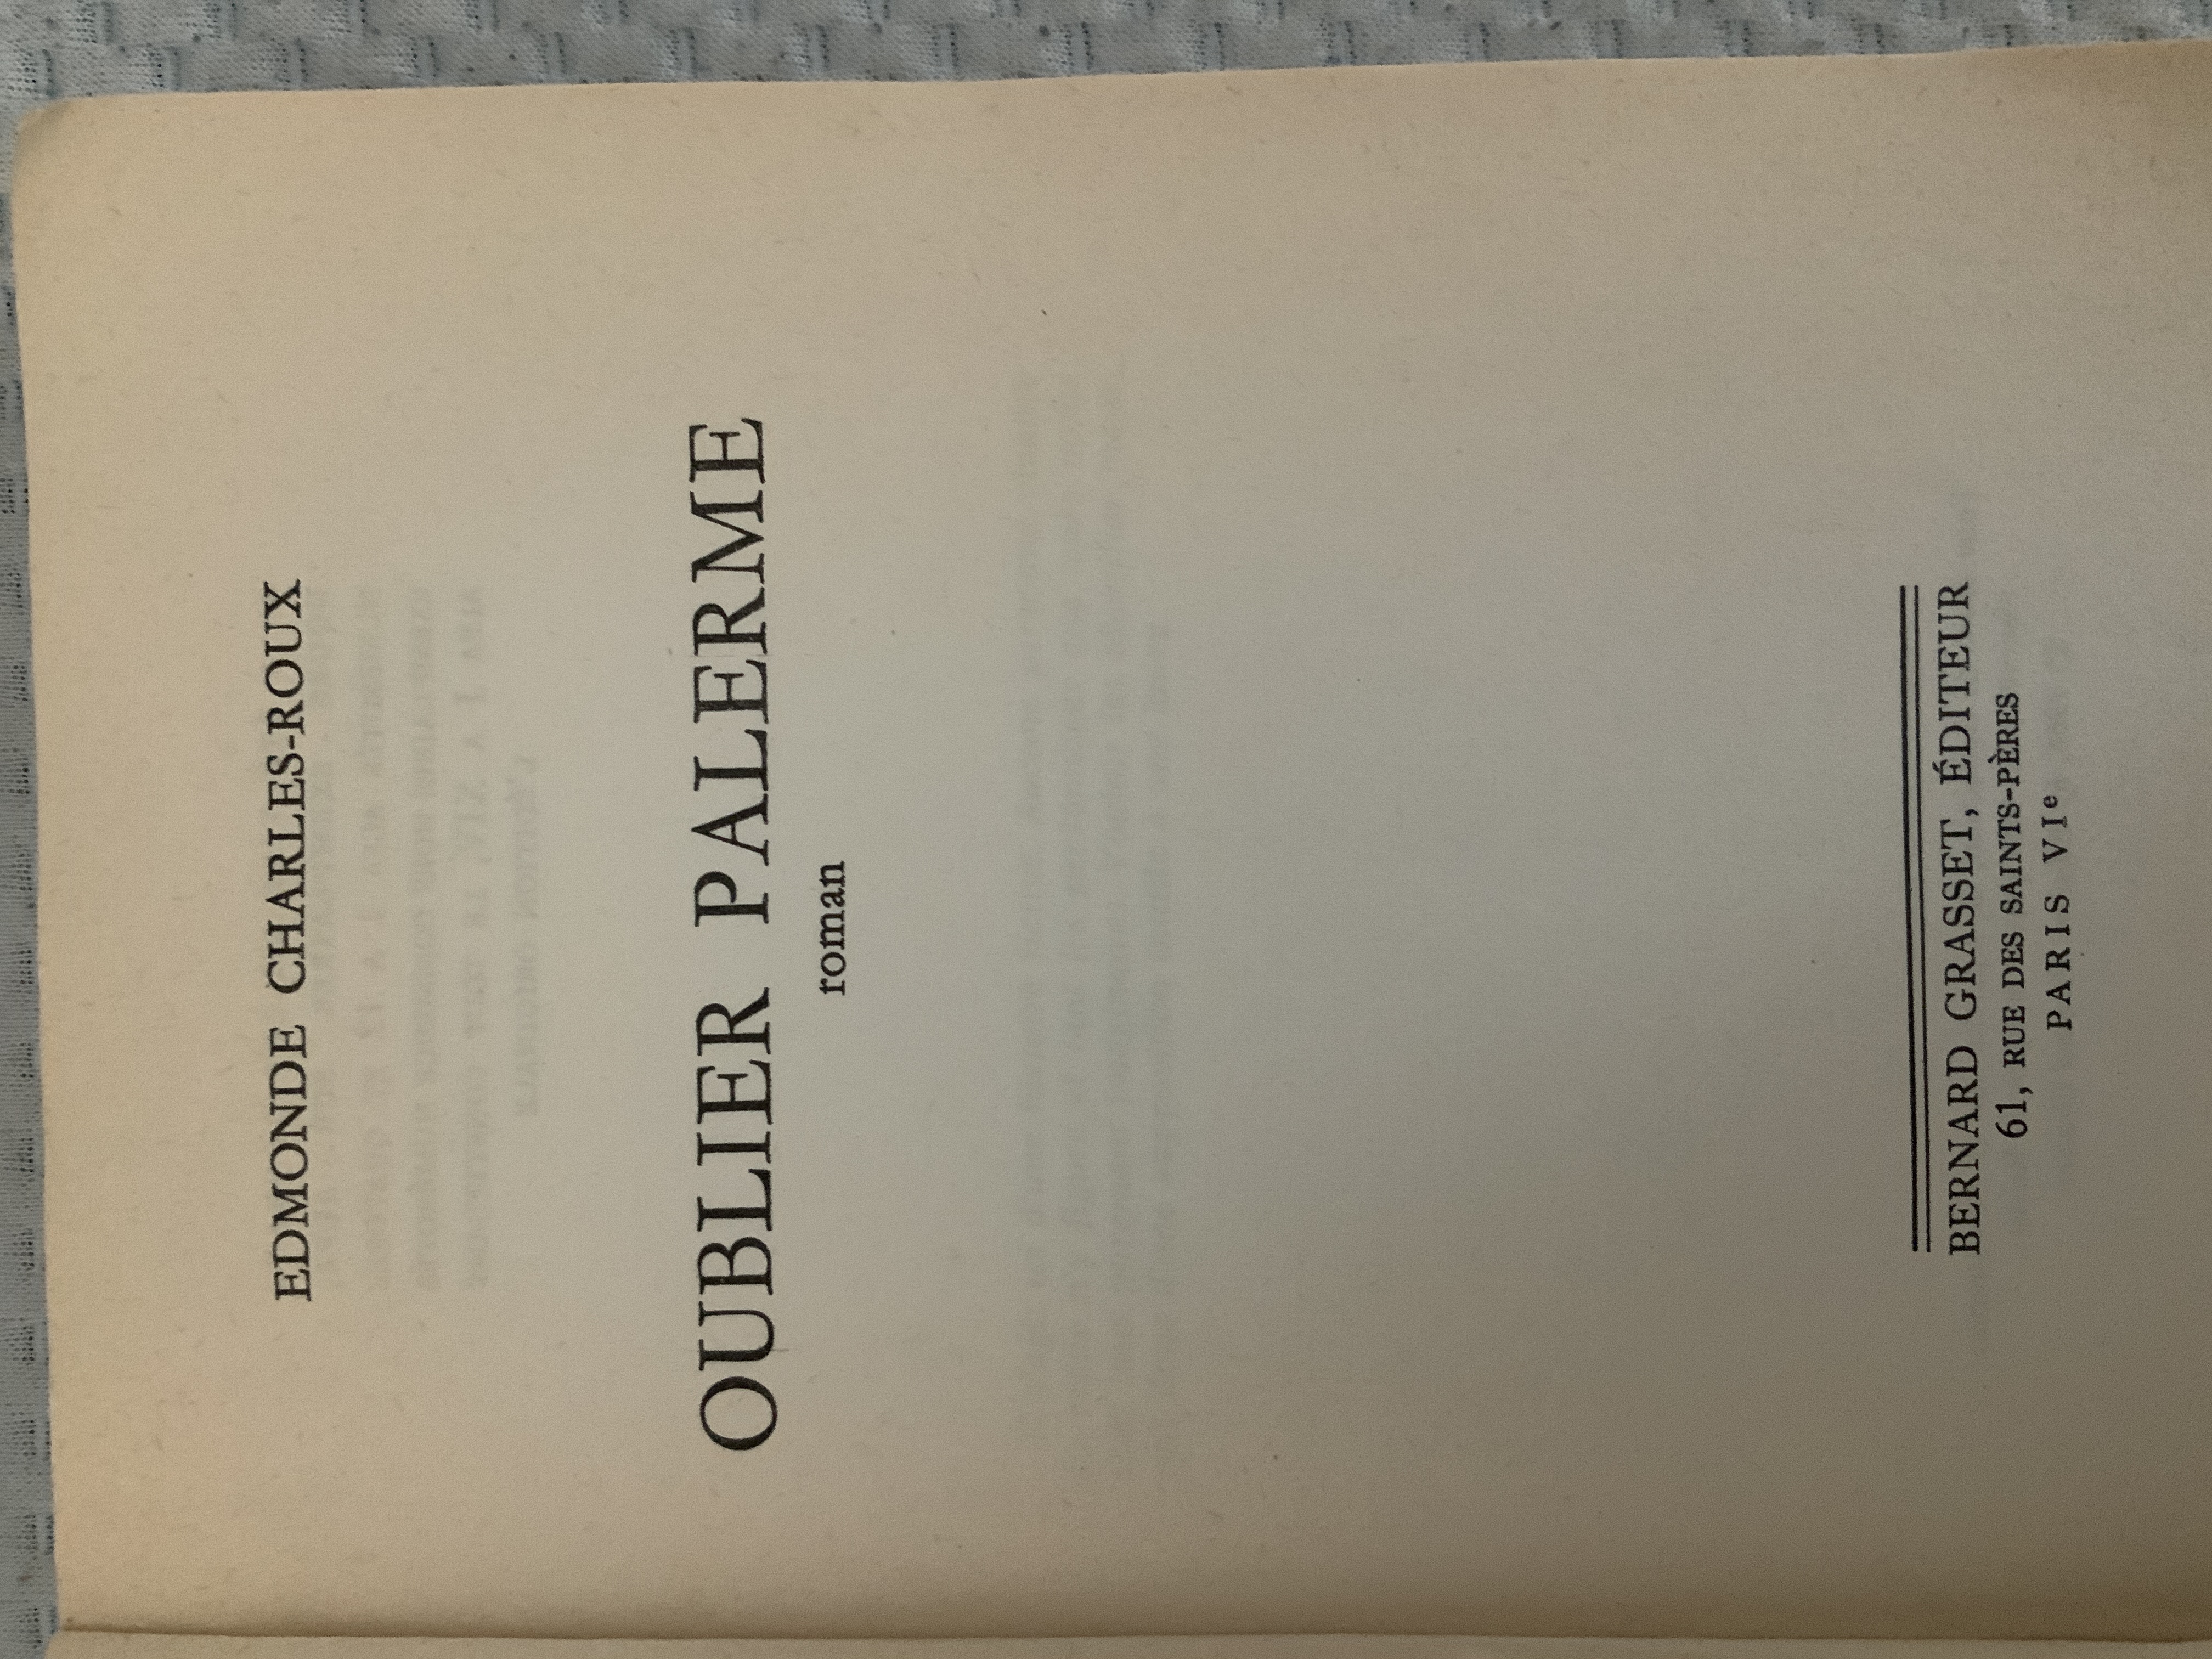 EDMONDE CHARLES-ROUX
OUBLIER PALERME
roman
BERNARD GRASSET, ÉDITEUR
61, RUE DES SAINTS-PÈRES
PARIS VIe